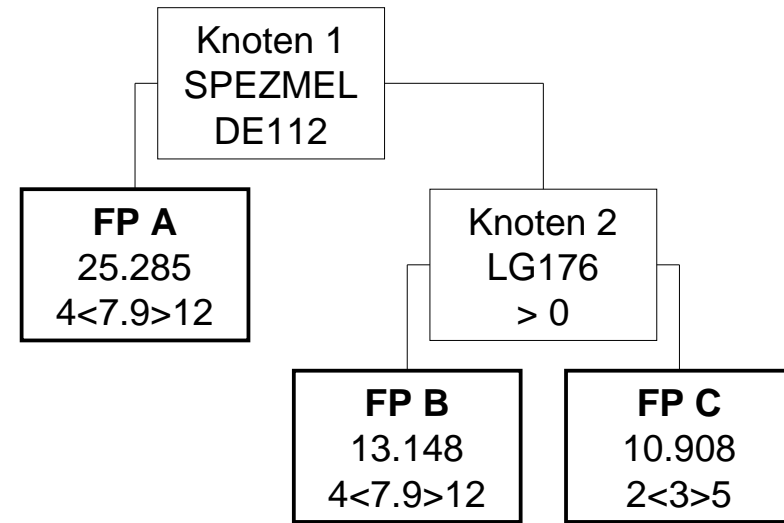 Knoten 1
SPEZMEL
DE112
FP A
25.285
4<7.9>12
Knoten 2
LG176
> 0
FP B
13.148
4<7.9>12
FP C
10.908
2<3>5